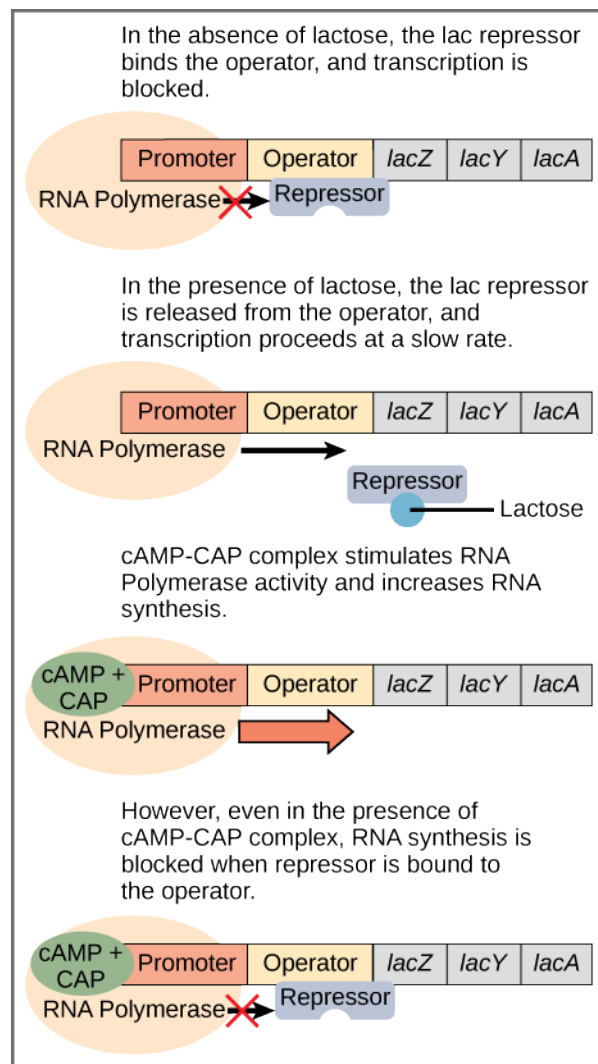 In the absence of lactose, the lac repressor
binds the operator, and transcription is
blocked.
Promoter Operator lacZ lacY lacA
RNA Polymerase Repressor
In the presence of lactose, the lac repressor
is released from the operator, and
transcription proceeds at a slow rate.
Promoter Operator lacZ lacY lacA
RNA Polymerase
Repressor
Lactose
cAMP-CAP complex stimulates RNA
Polymerase activity and increases RNA
synthesis.
cAMP +
CAP Promoter Operator lacZ lacY lacA
RNA Polymerase
However, even in the presence of
cAMP-CAP complex, RNA synthesis is
blocked when repressor is bound to
the operator.
cAMP +
CAP Promoter Operator lacZ lacY lacA
RNA Polymerase Repressor